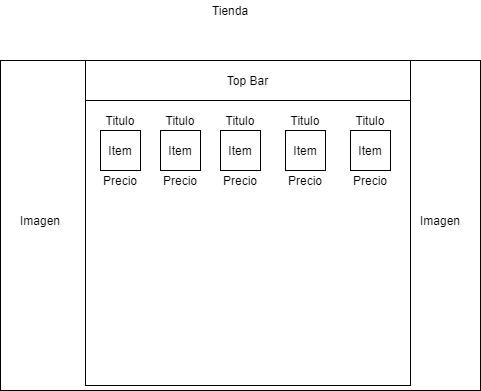 Tienda
Top Bar
Titulo Titulo Titulo Titulo Titulo
Item Item Item Item Item
Precio Precio Precio Precio Precio
Imagen Imagen